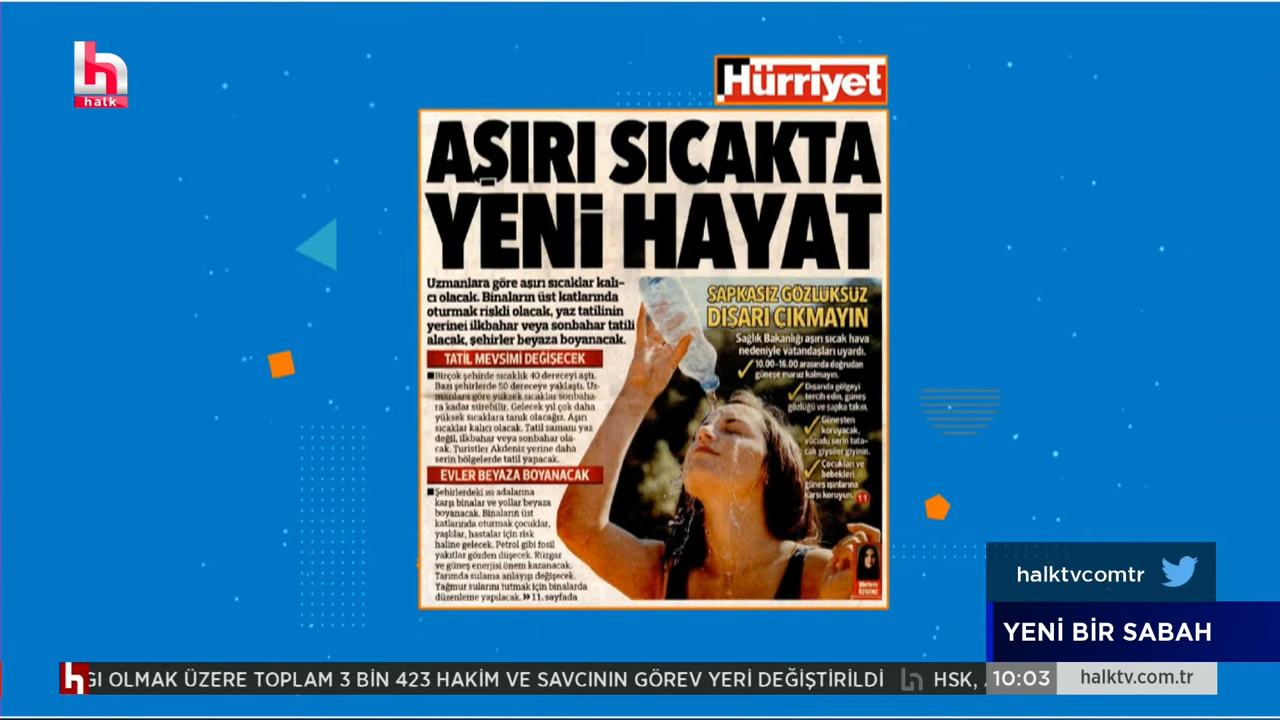 h
halk
Hürriyet
AŞIRI SICAKTA
YENİ HAYAT
Uzmanlara göre aşırı sıcaklar kalı-
cı olacak. Binaların üst katlarında
oturmak riskli olacak, yaz tatilinin
yerinei ilkbahar veya sonbahar tatili
alacak, şehirler beyaza boyanacak.
TATİL MEVSİMİ DEĞİŞECEK
Birçok şehirde sıcaklık 40 dereceyi aştı.
Bazı şehirlerde 50 dereceye yaklaştı. Uz-
manlara göre yüksek sıcaklar sonbaha-
ra kadar sürebilir. Gelecek yıl çok daha
yüksek sıcaklara tanık olacağız. Aşırı
sıcaklar kalıcı olacak. Tatil zamanı yaz
değil, ilkbahar veya sonbahar ola-
cak. Turistler Akdeniz yerine daha
serin bölgelerde tatil yapacak.
EVLER BEYAZA BOYANACAK
Şehirlerdeki ısı adalarına
karşı binalar ve yollar beyaza
boyanacak. Binaların üst
katlarında oturmak çocuklar,
yaşlılar, hastalar için risk
haline gelecek. Petrol gibi fosil
yakıtlar gözden düşecek. Rüzgar
ve güneş enerjisi önem kazanacak.
Tarımda sulama anlayışı değişecek.
Yağmur sularını tutmak için binalarda
düzenleme yapılacak. » 11. sayfada
ŞAPKASIZ GÖZLÜKSÜZ
DIŞARI ÇIKMAYIN
Sağlık Bakanlığı aşırı sıcak hava
nedeniyle vatandaşları uyardı.
✓ 10.00-16.00 arasında doğrudan
güneşe maruz kalmayın.
✓ Dışarıda gölgeyi
tercih edin, güneş
gözlüğü ve şapka takın.
✓ Güneşten
koruyacak,
vücudu serin tuta-
cak giysiler giyinin.
✓ Çocukları ve
bebekleri
güneş ışınlarına
karşı koruyun. 11
Meltem
ÖZGENÇ
halktvcomtr
YENİ BİR SABAH
GI OLMAK ÜZERE TOPLAM 3 BİN 423 HAKİM VE SAVCININ GÖREV YERİ DEĞİŞTİRİLDİ h HSK,
10:03
halktv.com.tr